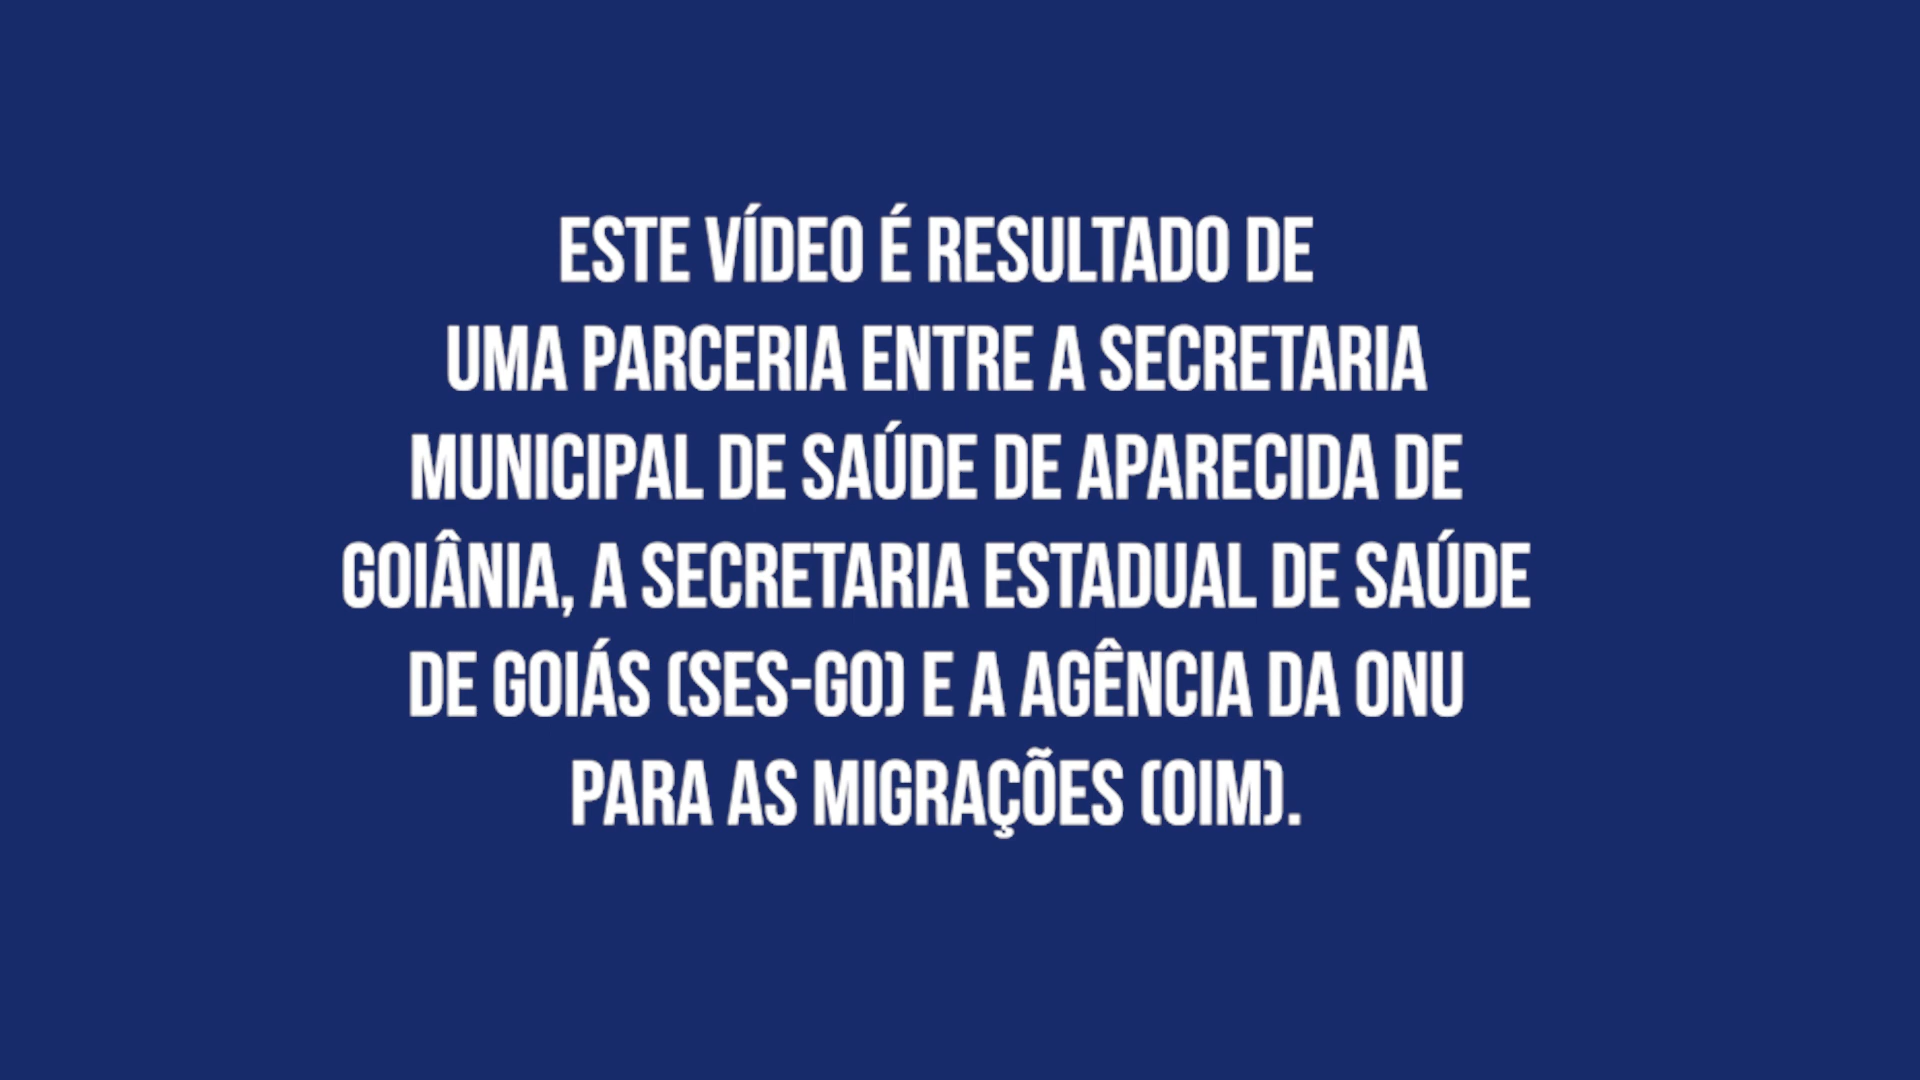 ESTE VÍDEO É RESULTADO DE
UMA PARCERIA ENTRE A SECRETARIA
MUNICIPAL DE SAÚDE DE APARECIDA DE
GOIÂNIA, A SECRETARIA ESTADUAL DE SAÚDE
DE GOIÁS (SES-GO) E A AGÊNCIA DA ONU
PARA AS MIGRAÇÕES (OIM).